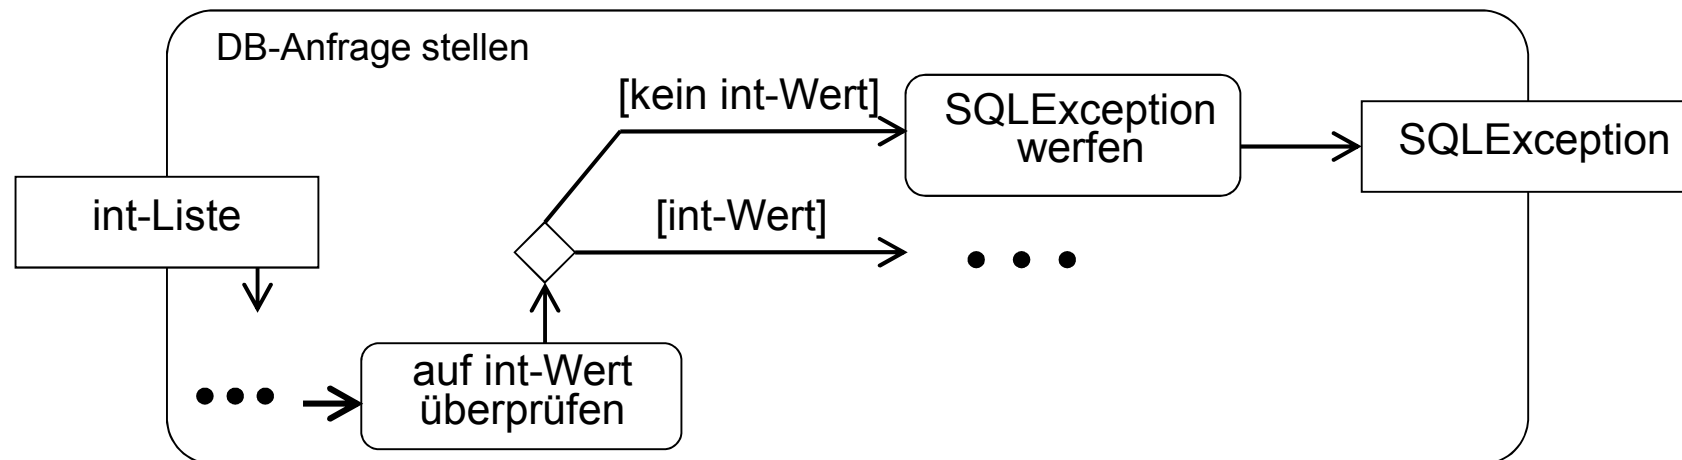 DB-Anfrage stellen
[kein int-Wert]
SQLException
werfen
SQLException
int-Liste
[int-Wert]
auf int-Wert
überprüfen